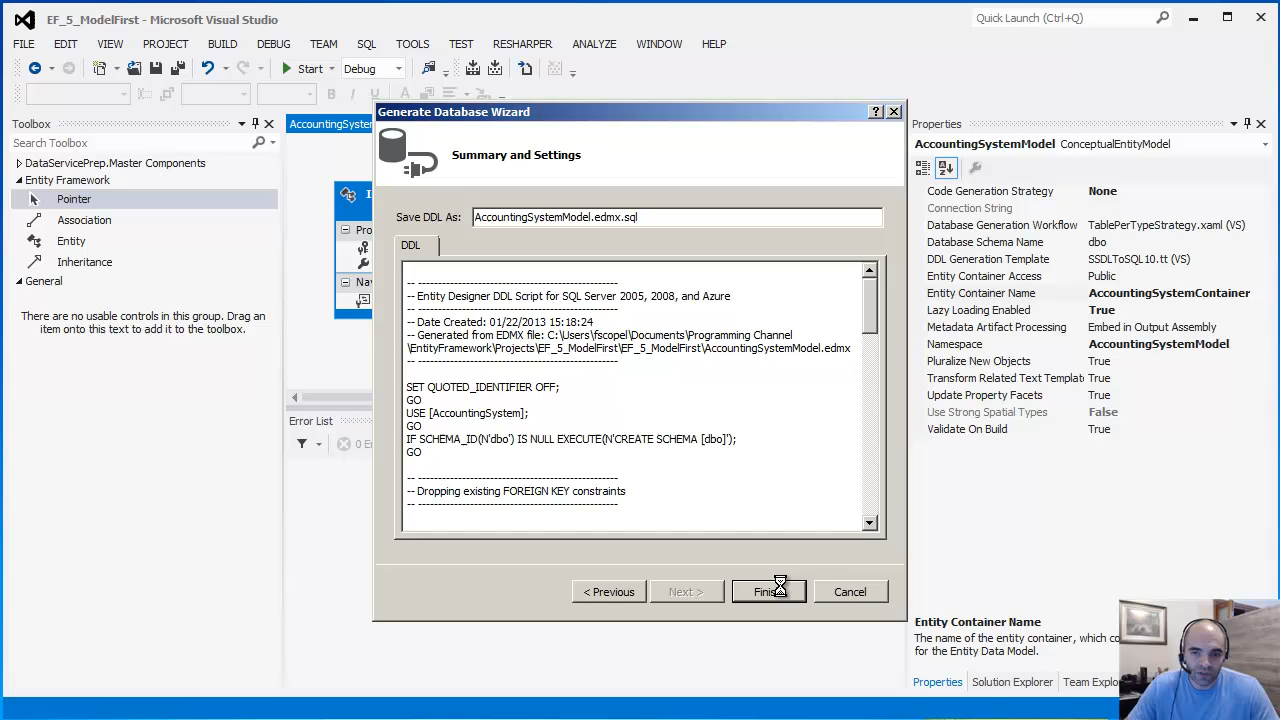 EF_5_ModelFirst - Microsoft Visual Studio
Quick Launch (Ctrl+Q)
FILE EDIT VIEW PROJECT BUILD DEBUG TEAM SQL TOOLS TEST RESHARPER ANALYZE WINDOW HELP
Start Debug
Toolbox
Search Toolbox
DataServicePrep.Master Components
Entity Framework
Pointer
Association
Entity
Inheritance
General
There are no usable controls in this group. Drag an
item onto this text to add it to the toolbox.
AccountingSystem
Error List
Generate Database Wizard
Summary and Settings
Save DDL As: AccountingSystemModel.edmx.sql
DDL
-- --------------------------------------------------
-- Entity Designer DDL Script for SQL Server 2005, 2008, and Azure
-- --------------------------------------------------
-- Date Created: 01/22/2013 15:18:24
-- Generated from EDMX file: C:\Users\fscopel\Documents\Programming Channel
\EntityFramework\Projects\EF_5_ModelFirst\EF_5_ModelFirst\AccountingSystemModel.edmx
-- --------------------------------------------------
SET QUOTED_IDENTIFIER OFF;
GO
USE [AccountingSystem];
GO
IF SCHEMA_ID(N'dbo') IS NULL EXECUTE(N'CREATE SCHEMA [dbo]');
GO
-- --------------------------------------------------
-- Dropping existing FOREIGN KEY constraints
-- --------------------------------------------------
< Previous Next > Finish Cancel
Properties
AccountingSystemModel ConceptualEntityModel
Code Generation Strategy None
Connection String
Database Generation Workflow TablePerTypeStrategy.xaml (VS)
Database Schema Name dbo
DDL Generation Template SSDLToSQL10.tt (VS)
Entity Container Access Public
Entity Container Name AccountingSystemContainer
Lazy Loading Enabled True
Metadata Artifact Processing Embed in Output Assembly
Namespace AccountingSystemModel
Pluralize New Objects True
Transform Related Text Templat True
Update Property Facets True
Use Strong Spatial Types False
Validate On Build True
Entity Container Name
The name of the entity container, which co
for the Entity Data Model.
Properties Solution Explorer Team Explo